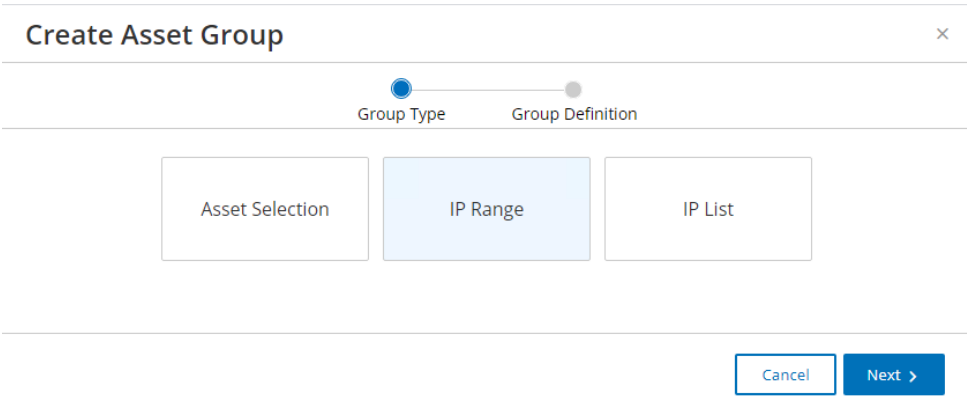 Create Asset Group
Group Type Group Definition
Asset Selection IP Range IP List
Cancel Next